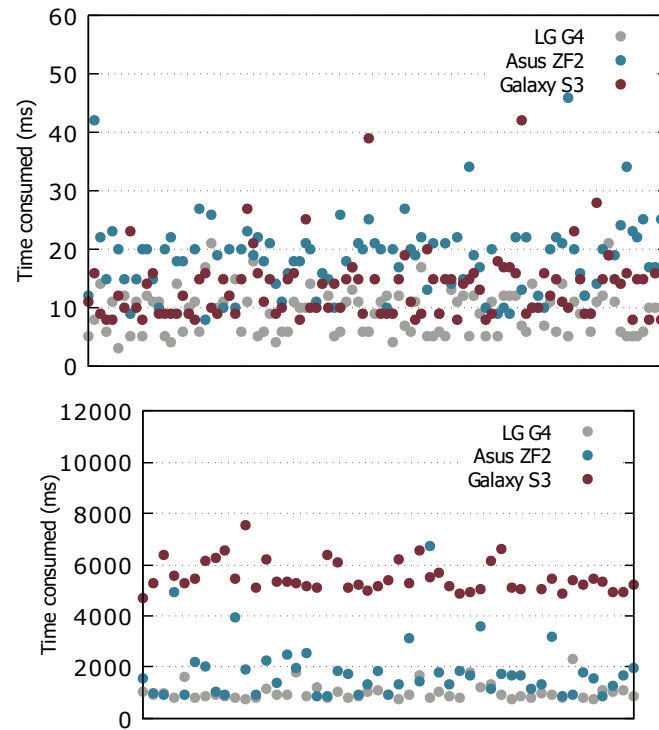 60
LG G4
Asus ZF2
50
Galaxy S3
40
30
20
10
0
Time consumed (ms)
12000
LG G4
10000
Asus ZF2
Galaxy S3
8000
6000
4000
2000
0
Time consumed (ms)